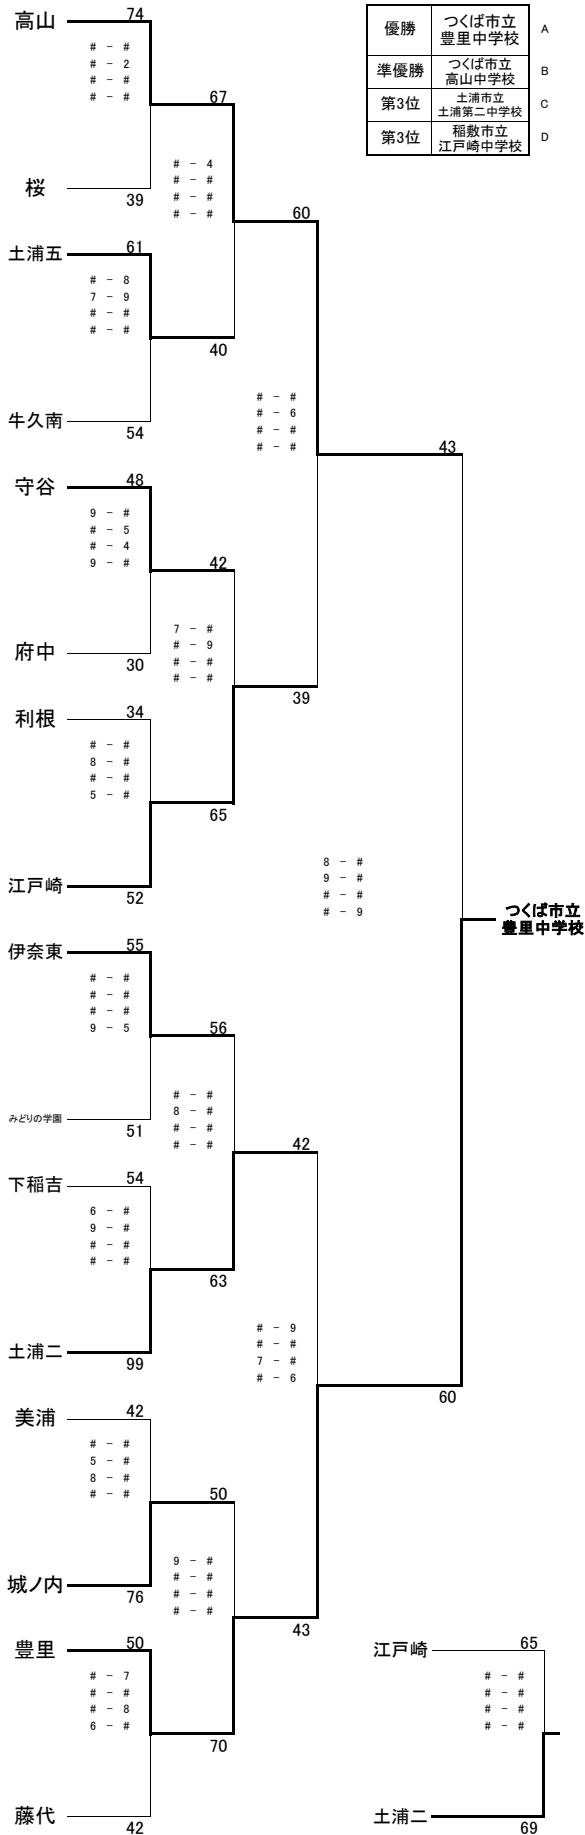 高山 74
# - #
# - 2
# - #
# - #
67
桜 39
# - 4
# - #
# - #
# - #
60
土浦五 61
# - 8
7 - 9
# - #
# - #
40
牛久南 54
# - #
# - 6
# - #
# - #
43
守谷 48
9 - #
# - 5
# - 4
9 - #
42
府中 30
7 - #
# - 9
# - #
# - #
39
利根 34
# - #
8 - #
# - #
5 - #
65
江戸崎 52
8 - #
9 - #
# - #
# - 9
つくば市立
豊里中学校
伊奈東 55
# - #
# - #
# - #
9 - 5
56
みどりの学園 51
# - #
8 - #
# - #
# - #
42
下稲吉 54
6 - #
9 - #
# - #
# - #
63
土浦二 99
# - 9
# - #
7 - #
# - 6
60
美浦 42
# - #
5 - #
8 - #
# - #
50
城ノ内 76
9 - #
# - #
# - #
# - #
43
豊里 50
# - 7
# - #
# - 8
6 - #
70
藤代 42
優勝 つくば市立
豊里中学校 A
準優勝 つくば市立
高山中学校 B
第3位 土浦市立
土浦第二中学校 C
第3位 稲敷市立
江戸崎中学校 D
江戸崎 65
# - #
# - #
# - #
# - #
土浦二 69